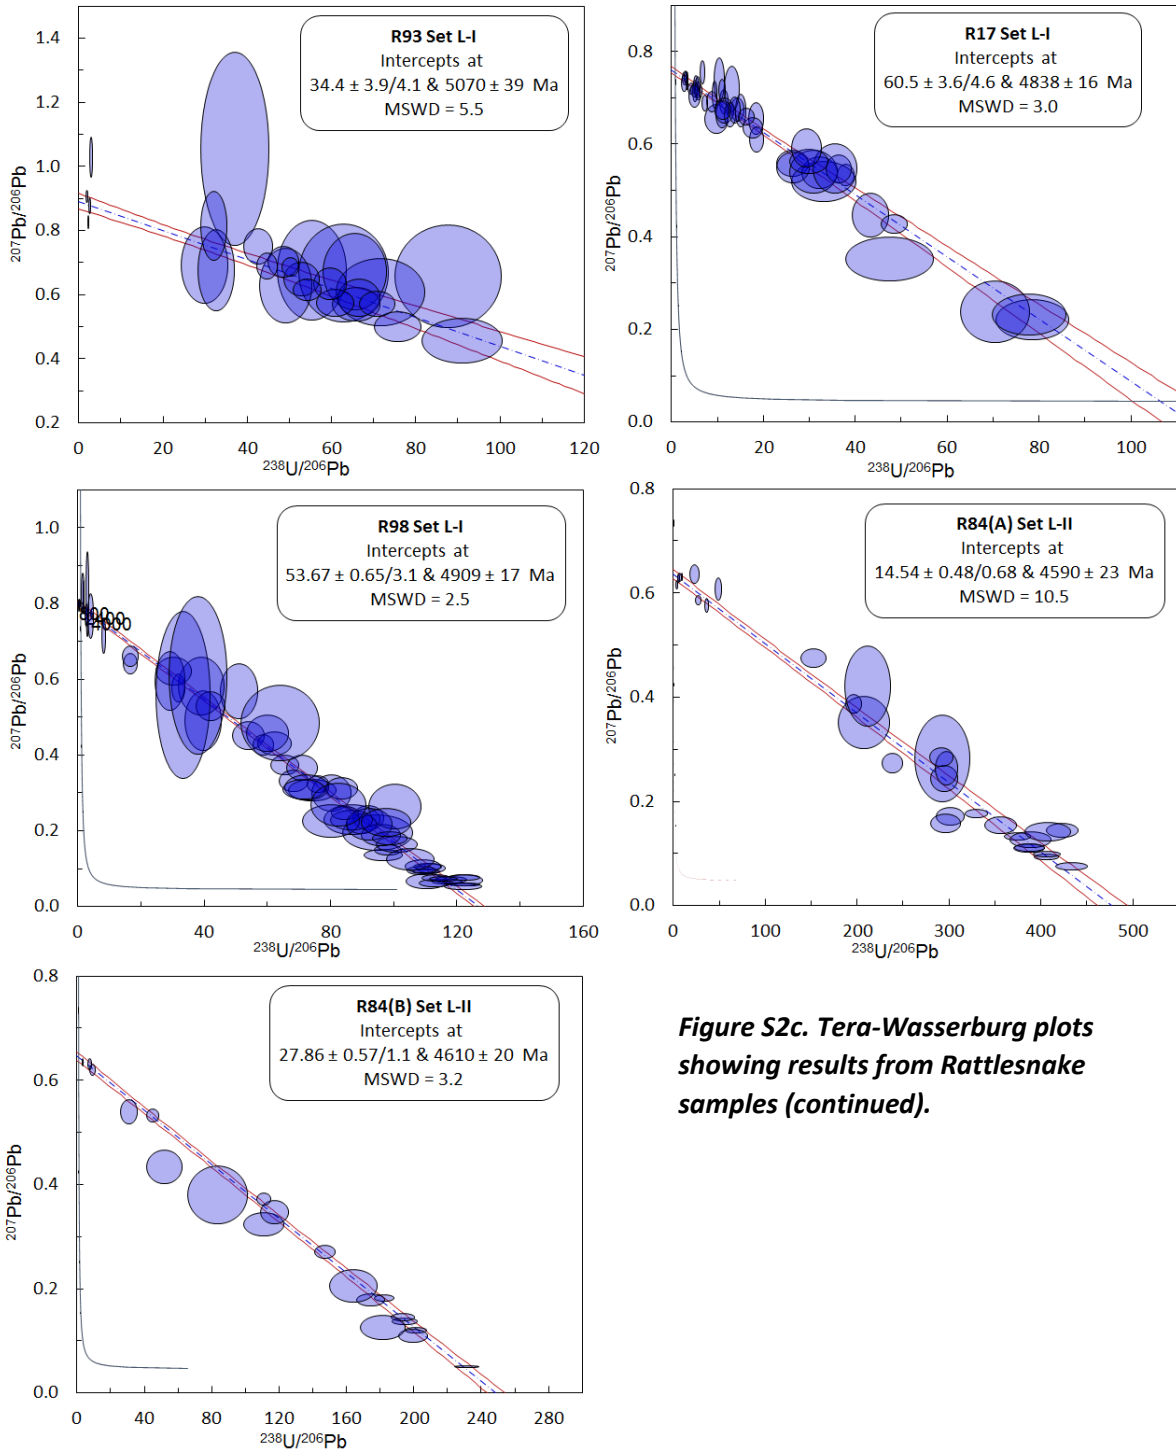 R93 Set L-I
Intercepts at
34.4 ± 3.9/4.1 & 5070 ± 39 Ma
MSWD = 5.5
1.4
1.2
1.0
0.8
0.6
0.4
0.2
²⁰⁷Pb/²⁰⁶Pb
0 20 40 60 80 100 120
²³⁸U/²⁰⁶Pb
R17 Set L-I
Intercepts at
60.5 ± 3.6/4.6 & 4838 ± 16 Ma
MSWD = 3.0
0.8
0.6
0.4
0.2
0.0
²⁰⁷Pb/²⁰⁶Pb
0 20 40 60 80 100
²³⁸U/²⁰⁶Pb
R98 Set L-I
Intercepts at
53.67 ± 0.65/3.1 & 4909 ± 17 Ma
MSWD = 2.5
1.0
0.8
0.6
0.4
0.2
0.0
²⁰⁷Pb/²⁰⁶Pb
4000
0 40 80 120 160
²³⁸U/²⁰⁶Pb
R84(A) Set L-II
Intercepts at
14.54 ± 0.48/0.68 & 4590 ± 23 Ma
MSWD = 10.5
0.8
0.6
0.4
0.2
0.0
²⁰⁷Pb/²⁰⁶Pb
0 100 200 300 400 500
²³⁸U/²⁰⁶Pb
R84(B) Set L-II
Intercepts at
27.86 ± 0.57/1.1 & 4610 ± 20 Ma
MSWD = 3.2
0.8
0.6
0.4
0.2
0.0
²⁰⁷Pb/²⁰⁶Pb
0 40 80 120 160 200 240 280
²³⁸U/²⁰⁶Pb
Figure S2c. Tera-Wasserburg plots
showing results from Rattlesnake
samples (continued).